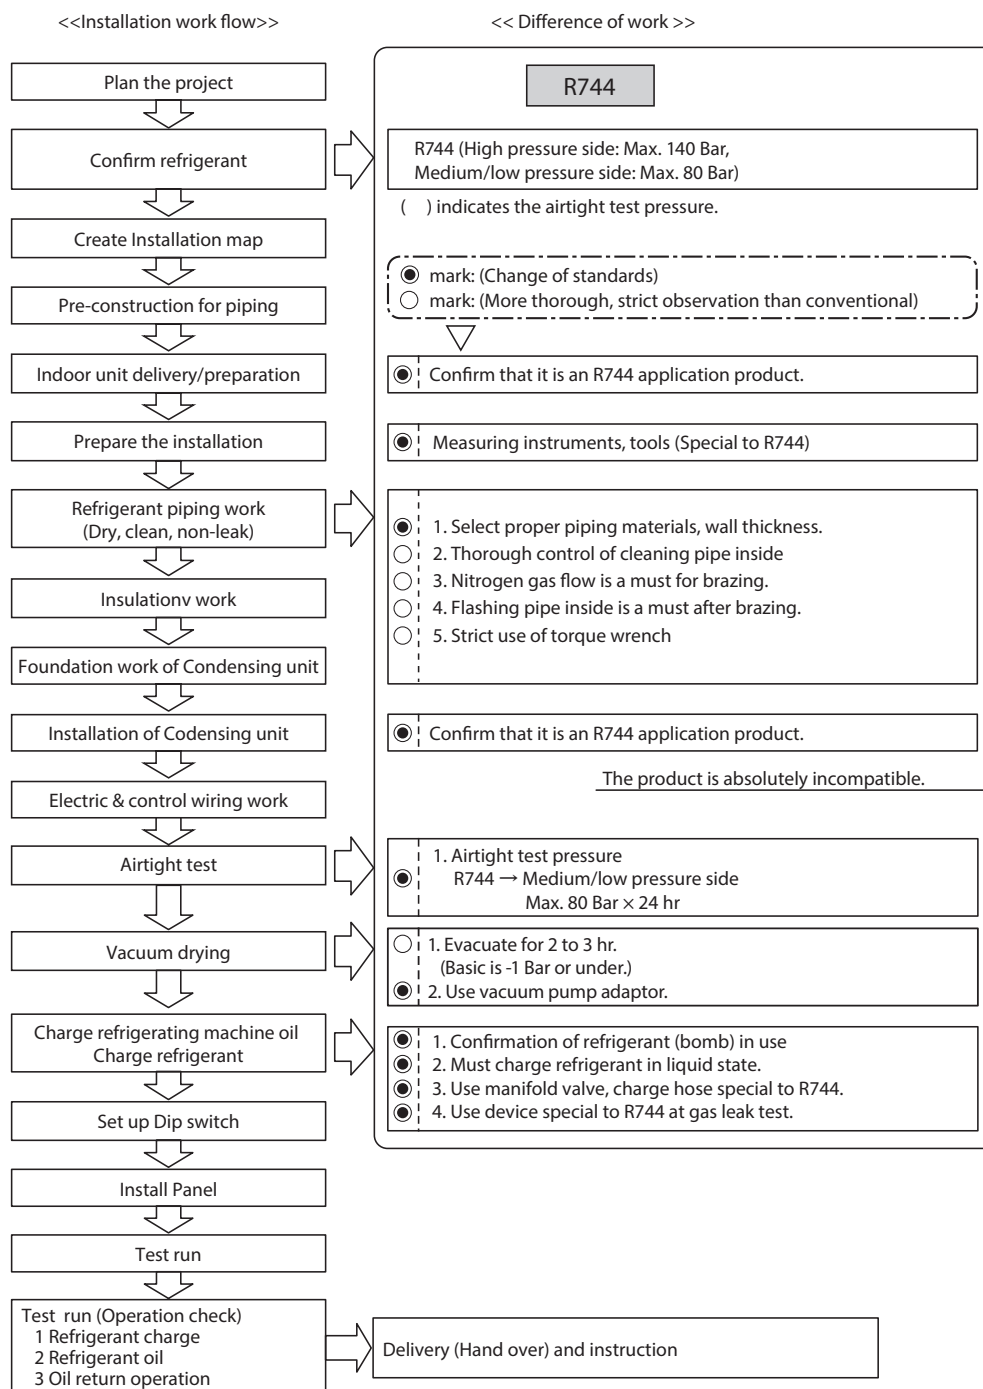 <<Installation work flow>>
<< Difference of work >>
Plan the project
R744
Confirm refrigerant
R744 (High pressure side: Max. 140 Bar,
Medium/low pressure side: Max. 80 Bar)
( ) indicates the airtight test pressure.
Create Installation map
◉ mark: (Change of standards)
○ mark: (More thorough, strict observation than conventional)
Pre-construction for piping
Indoor unit delivery/preparation
◉ Confirm that it is an R744 application product.
Prepare the installation
◉ Measuring instruments, tools (Special to R744)
Refrigerant piping work
(Dry, clean, non-leak)
◉ 1. Select proper piping materials, wall thickness.
○ 2. Thorough control of cleaning pipe inside
○ 3. Nitrogen gas flow is a must for brazing.
○ 4. Flashing pipe inside is a must after brazing.
○ 5. Strict use of torque wrench
Insulationv work
Foundation work of Condensing unit
Installation of Codensing unit
◉ Confirm that it is an R744 application product.
The product is absolutely incompatible.
Electric & control wiring work
Airtight test
1. Airtight test pressure
◉ R744 → Medium/low pressure side
Max. 80 Bar × 24 hr
Vacuum drying
○ 1. Evacuate for 2 to 3 hr.
(Basic is -1 Bar or under.)
◉ 2. Use vacuum pump adaptor.
Charge refrigerating machine oil
Charge refrigerant
◉ 1. Confirmation of refrigerant (bomb) in use
◉ 2. Must charge refrigerant in liquid state.
◉ 3. Use manifold valve, charge hose special to R744.
◉ 4. Use device special to R744 at gas leak test.
Set up Dip switch
Install Panel
Test run
Test run (Operation check)
1 Refrigerant charge
2 Refrigerant oil
3 Oil return operation
Delivery (Hand over) and instruction